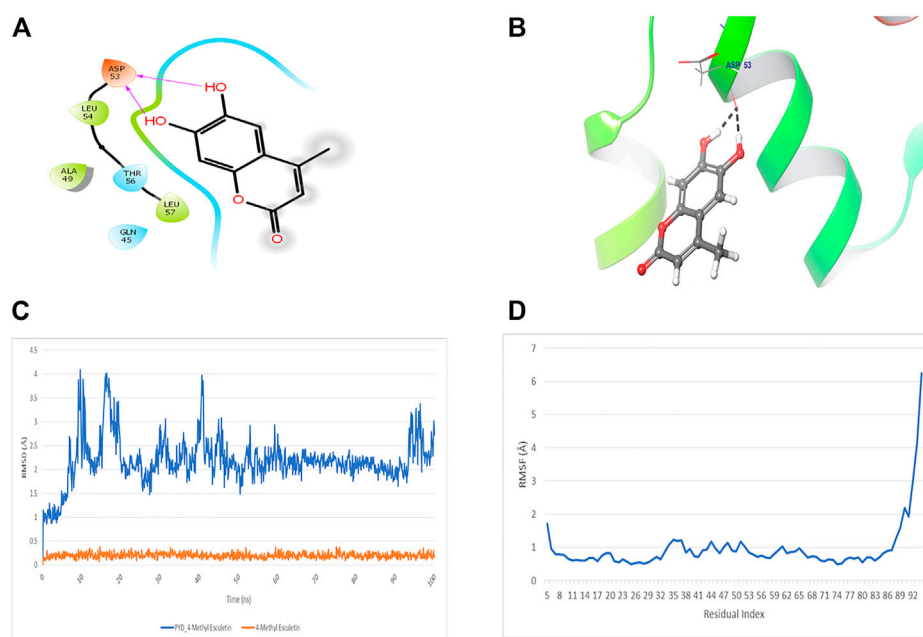 A
ASP
53
HO
LEU
54
HO
ALA
49
THR
56
LEU
57
GLN
45
O
O
B
ASP 53
C
4.5
4
3.5
3
2.5
2
1.5
1
0.5
0
RMSD (Å)
0 10 20 30 40 50 60 70 80 90 100
Time (ns)
PYD_4-Methyl Esculetin 4-Methyl Esculetin
D
7
6
5
4
3
2
1
0
RMSF (Å)
5 8 11 14 17 20 23 26 29 32 35 38 41 44 47 50 53 56 59 62 65 68 71 74 77 80 83 86 89 92
Residual Index